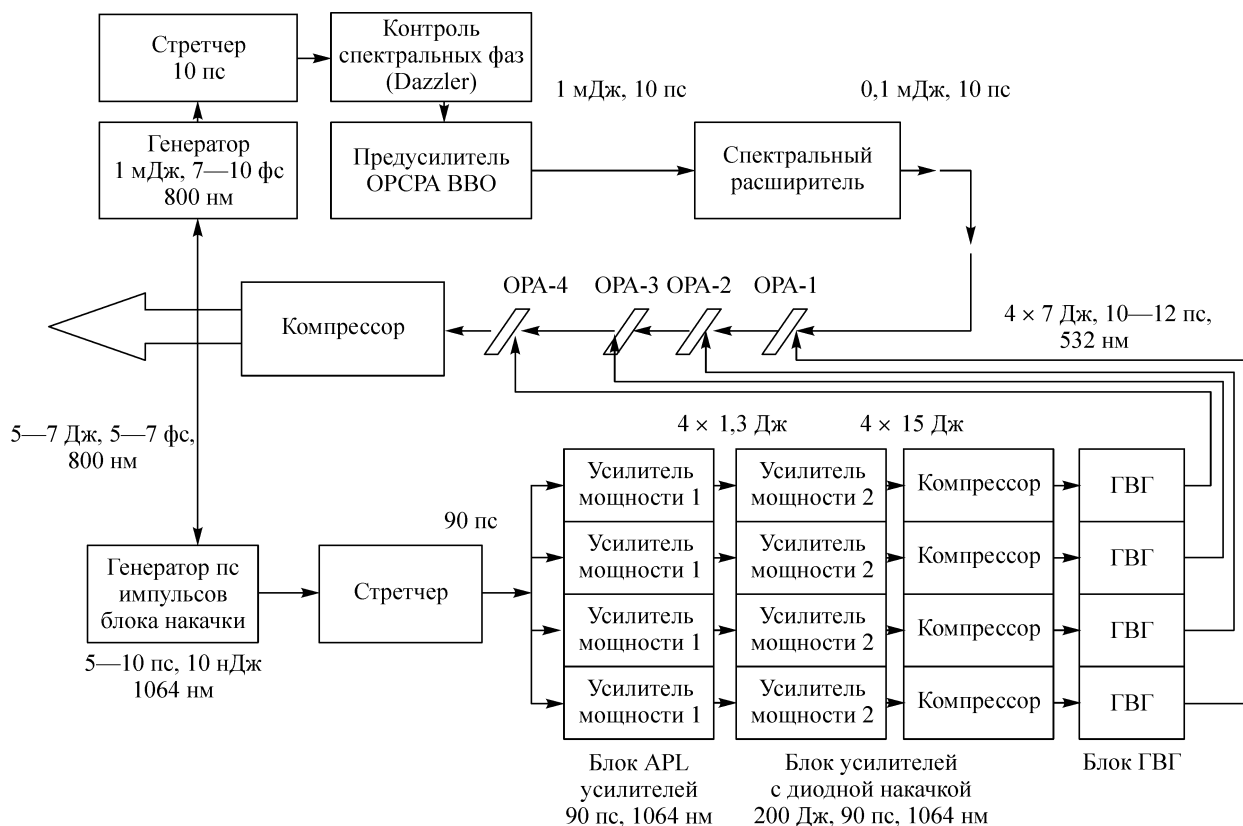 Стретчер
10 пс
Контроль
спектральных фаз
(Dazzler)
1 мДж, 10 пс
0,1 мДж, 10 пс
Генератор
1 мДж, 7—10 фс
800 нм
Предусилитель
OPCPA BBO
Спектральный
расширитель
OPA-4
OPA-3
OPA-2
OPA-1
Компрессор
4 × 7 Дж, 10—12 пс,
532 нм
5—7 Дж, 5—7 фс,
800 нм
4 × 1,3 Дж
4 × 15 Дж
90 пс
Генератор пс
импульсов
блока накачки
Стретчер
5—10 пс, 10 нДж
1064 нм
Усилитель
мощности 1
Усилитель
мощности 2
Компрессор
ГВГ
Усилитель
мощности 1
Усилитель
мощности 2
Компрессор
ГВГ
Усилитель
мощности 1
Усилитель
мощности 2
Компрессор
ГВГ
Усилитель
мощности 1
Усилитель
мощности 2
Компрессор
ГВГ
Блок APL
усилителей
90 пс, 1064 нм
Блок усилителей
с диодной накачкой
200 Дж, 90 пс, 1064 нм
Блок ГВГ